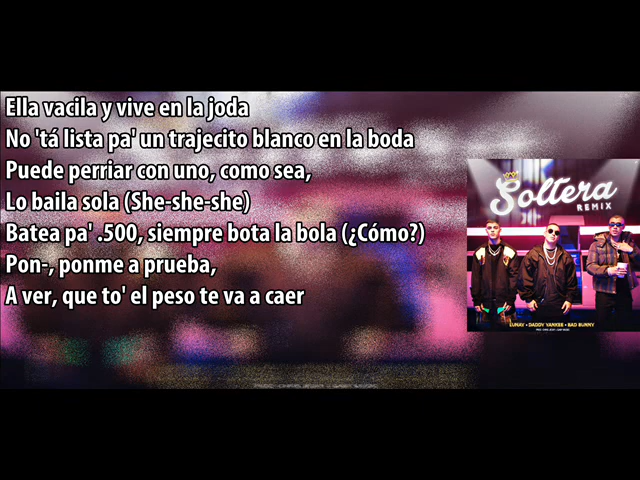 Ella vacila y vive en la joda
No 'tá lista pa' un trajecito blanco en la boda
Puede perriar con uno, como sea,
Lo baila sola (She-she-she)
Batea pa' .500, siempre bota la bola (¿Cómo?)
Pon-, ponme a prueba,
A ver, que to' el peso te va a caer
Soltera
REMIX
LUNAY • DADDY YANKEE • BAD BUNNY